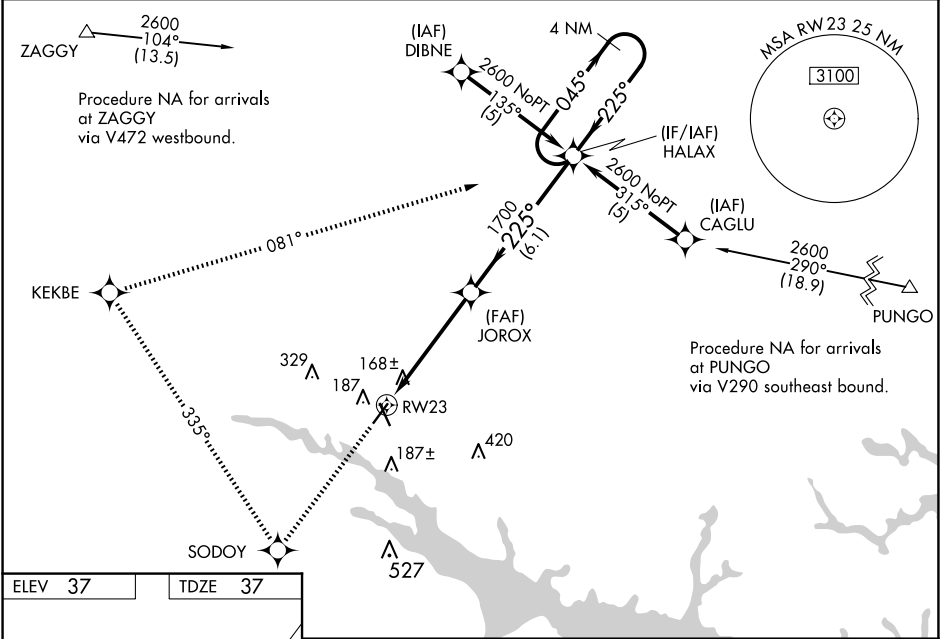 ZAGGY
2600
104°
(13.5)
Procedure NA for arrivals
at ZAGGY
via V472 westbound.
(IAF)
DIBNE
2600 NoPT
135°
(5)
4 NM
045°
225°
(IF/IAF)
HALAX
MSA RW23 25 NM
3100
2600 NoPT
315°
(5)
(IAF)
CAGLU
2600
290°
(18.9)
PUNGO
Procedure NA for arrivals
at PUNGO
via V290 southeast bound.
1700
225°
(6.1)
(FAF)
JOROX
081°
KEKBE
335°
329
168±
187
RW23
187±
420
SODOY
527
ELEV 37
TDZE 37